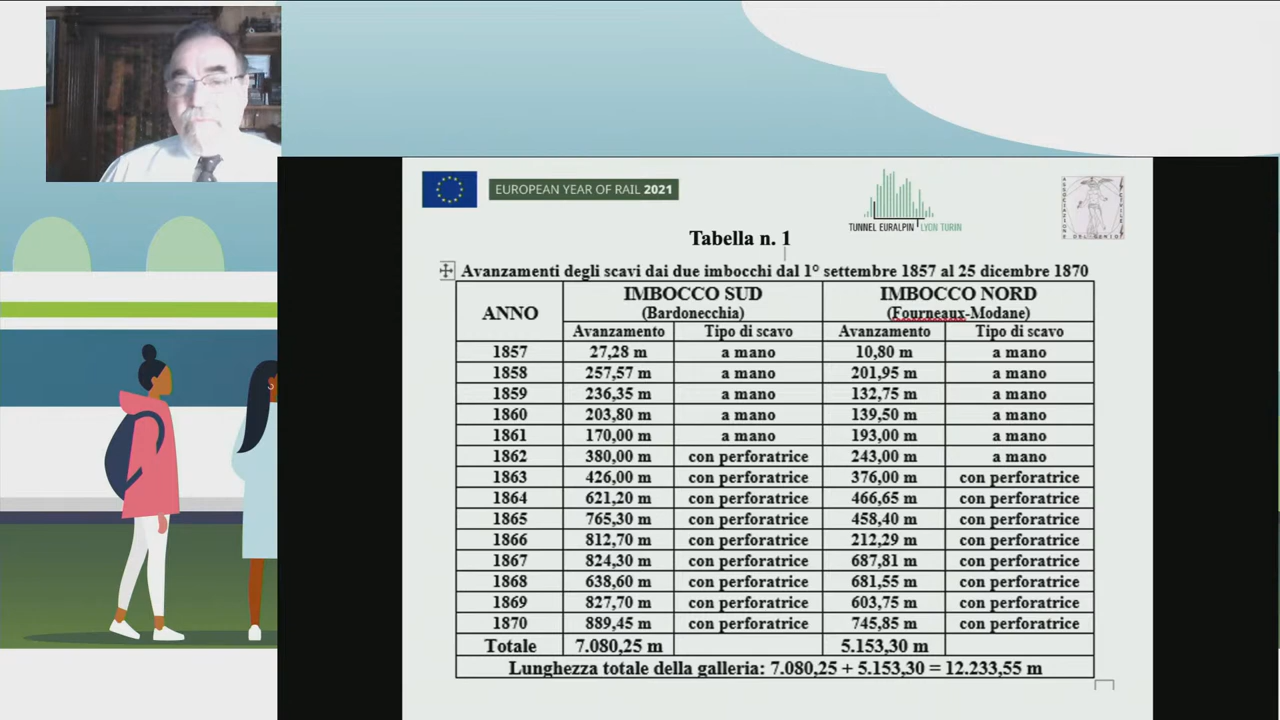 EUROPEAN YEAR OF RAIL 2021
TUNNEL EURALPIN LYON TURIN
Tabella n. 1
Avanzamenti degli scavi dai due imbocchi dal 1° settembre 1857 al 25 dicembre 1870
ANNO IMBOCCO SUD (Bardonecchia) IMBOCCO NORD (Fourneaux-Modane)
Avanzamento Tipo di scavo Avanzamento Tipo di scavo
1857 27,28 m a mano 10,80 m a mano
1858 257,57 m a mano 201,95 m a mano
1859 236,35 m a mano 132,75 m a mano
1860 203,80 m a mano 139,50 m a mano
1861 170,00 m a mano 193,00 m a mano
1862 380,00 m con perforatrice 243,00 m a mano
1863 426,00 m con perforatrice 376,00 m con perforatrice
1864 621,20 m con perforatrice 466,65 m con perforatrice
1865 765,30 m con perforatrice 458,40 m con perforatrice
1866 812,70 m con perforatrice 212,29 m con perforatrice
1867 824,30 m con perforatrice 687,81 m con perforatrice
1868 638,60 m con perforatrice 681,55 m con perforatrice
1869 827,70 m con perforatrice 603,75 m con perforatrice
1870 889,45 m con perforatrice 745,85 m con perforatrice
Totale 7.080,25 m 5.153,30 m
Lunghezza totale della galleria: 7.080,25 + 5.153,30 = 12.233,55 m